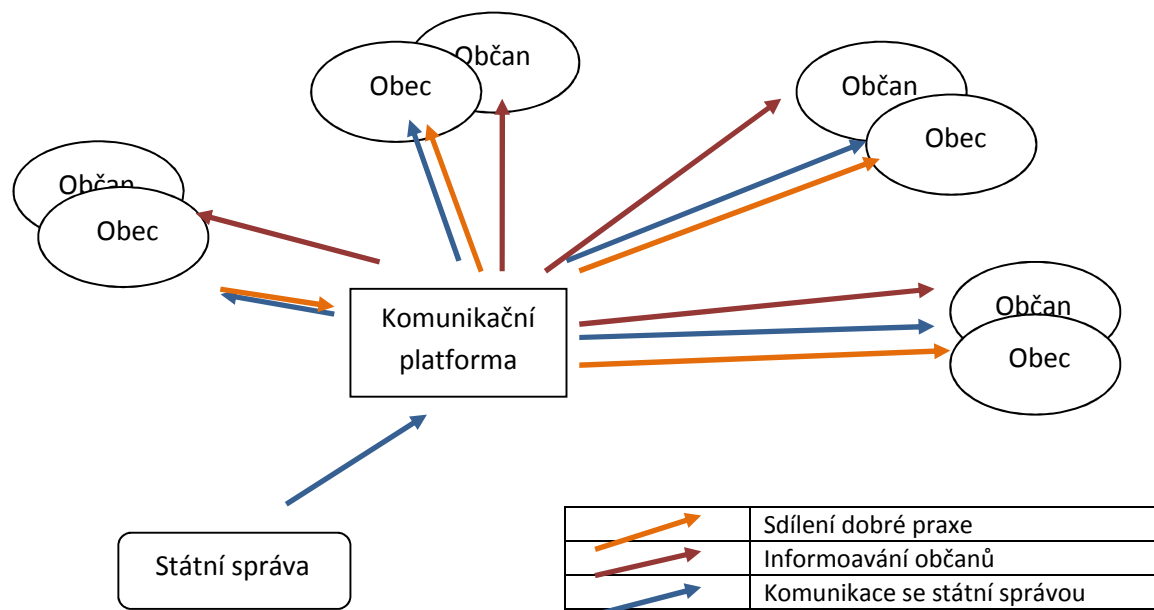 Občan
Obec
Občan
Obec
Občan
Obec
Občan
Obec
Komunikační
platforma
Státní správa
Sdílení dobré praxe
Informoavání občanů
Komunikace se státní správou